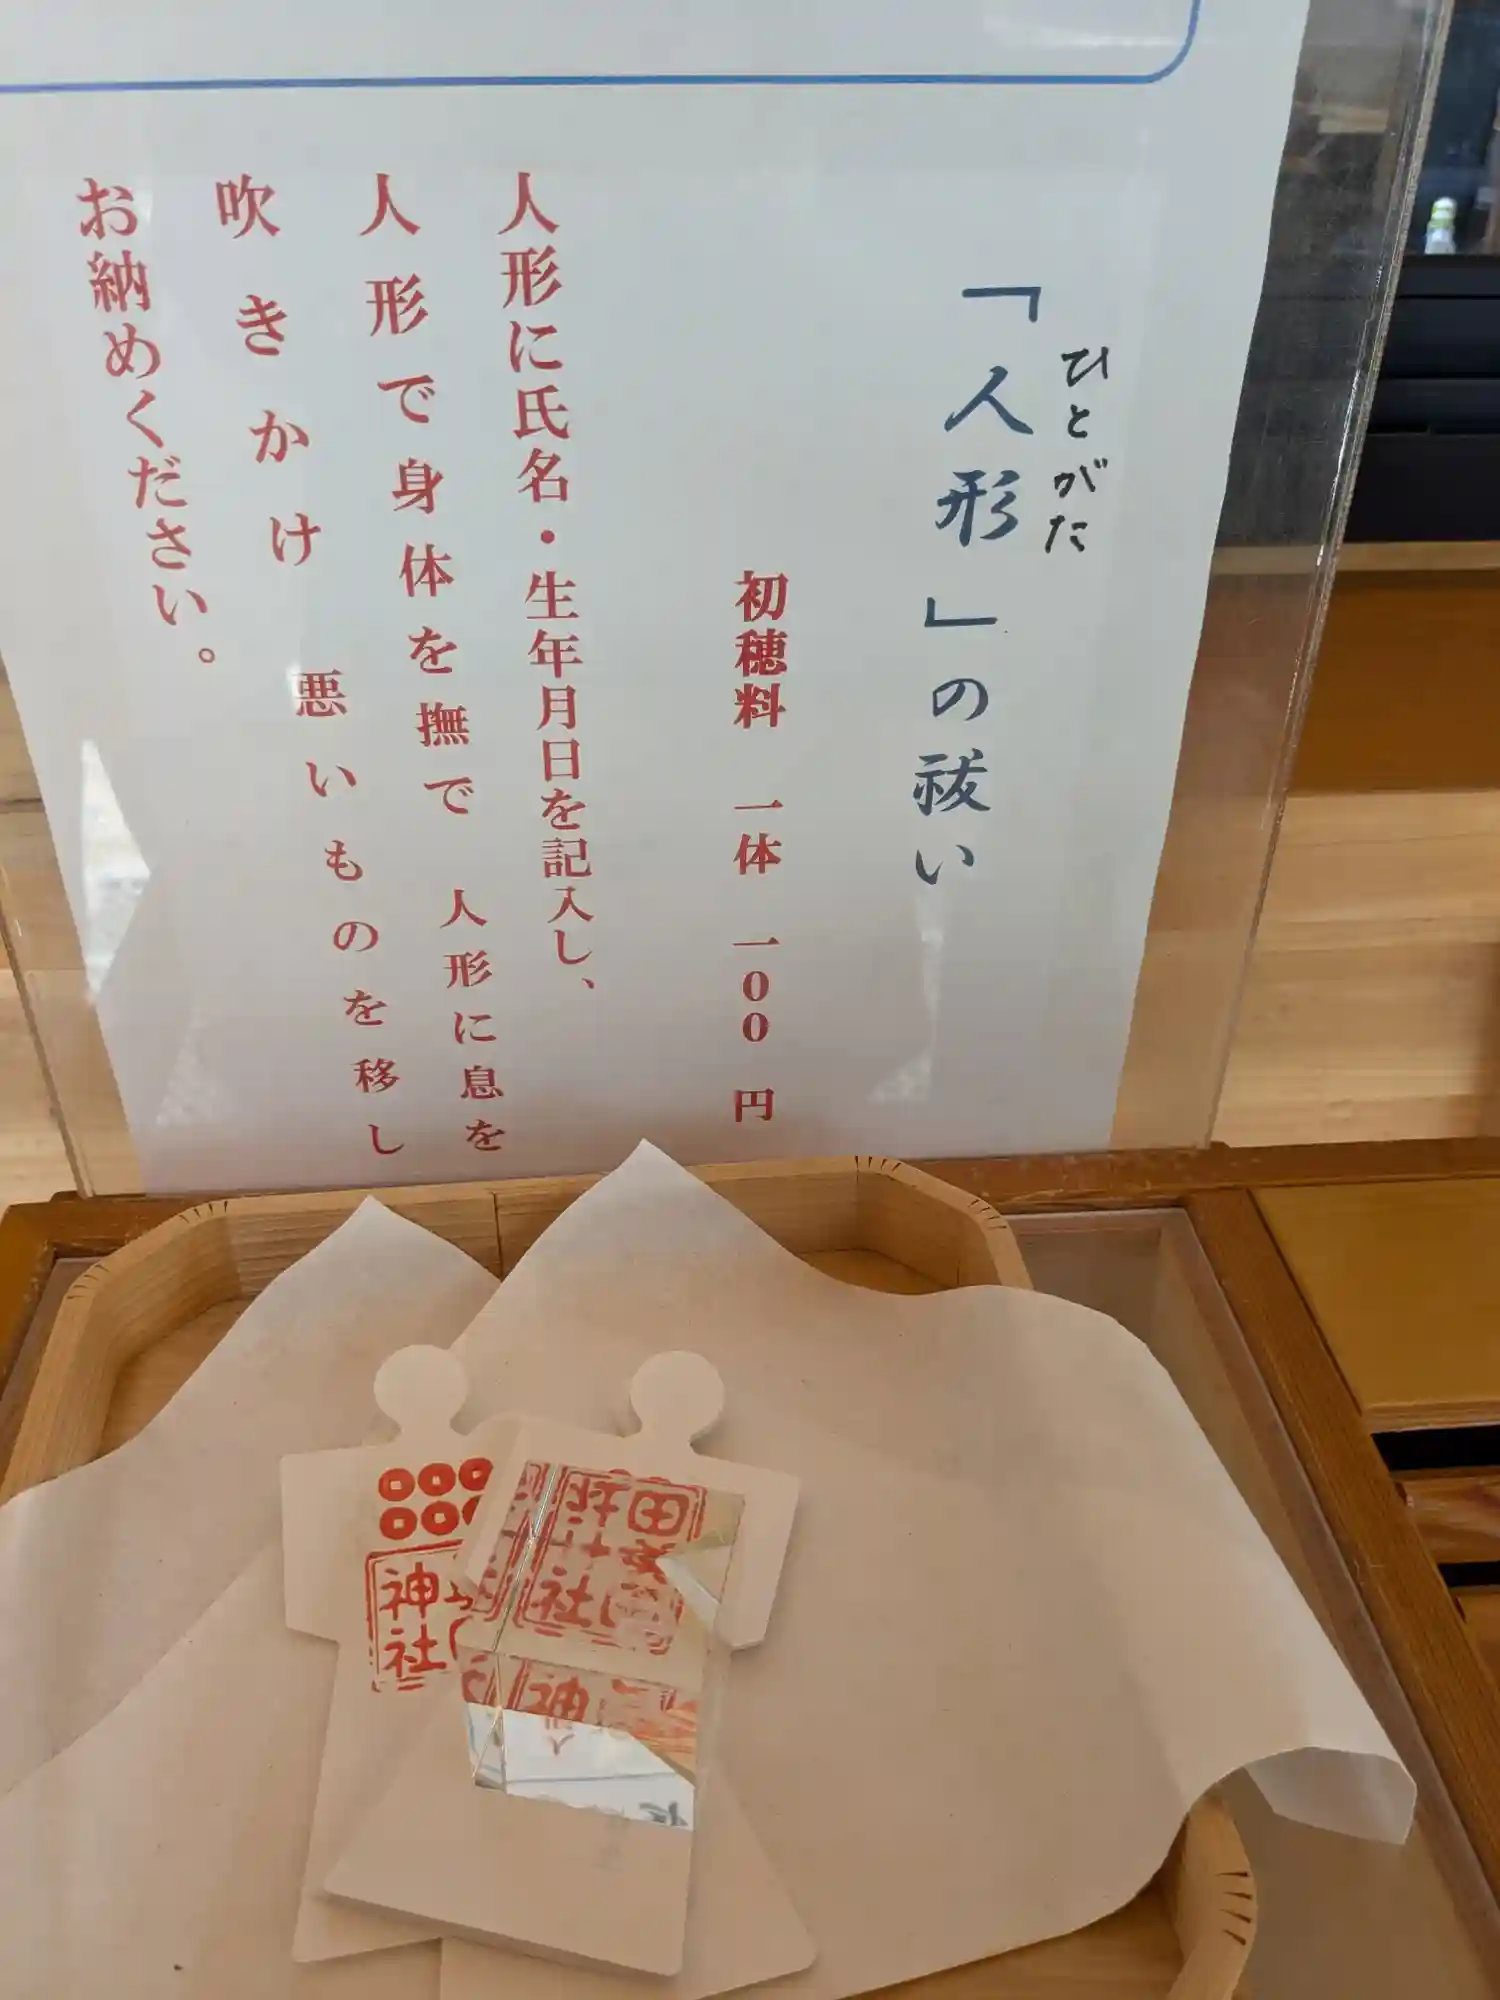 「人形」の祓い
ひとがた
初穂料 一体 一〇〇 円
人形に氏名・生年月日を記入し、
人形で身体を撫で 人形に息を
吹きかけ 悪いものを移し
お納めください。
神
社